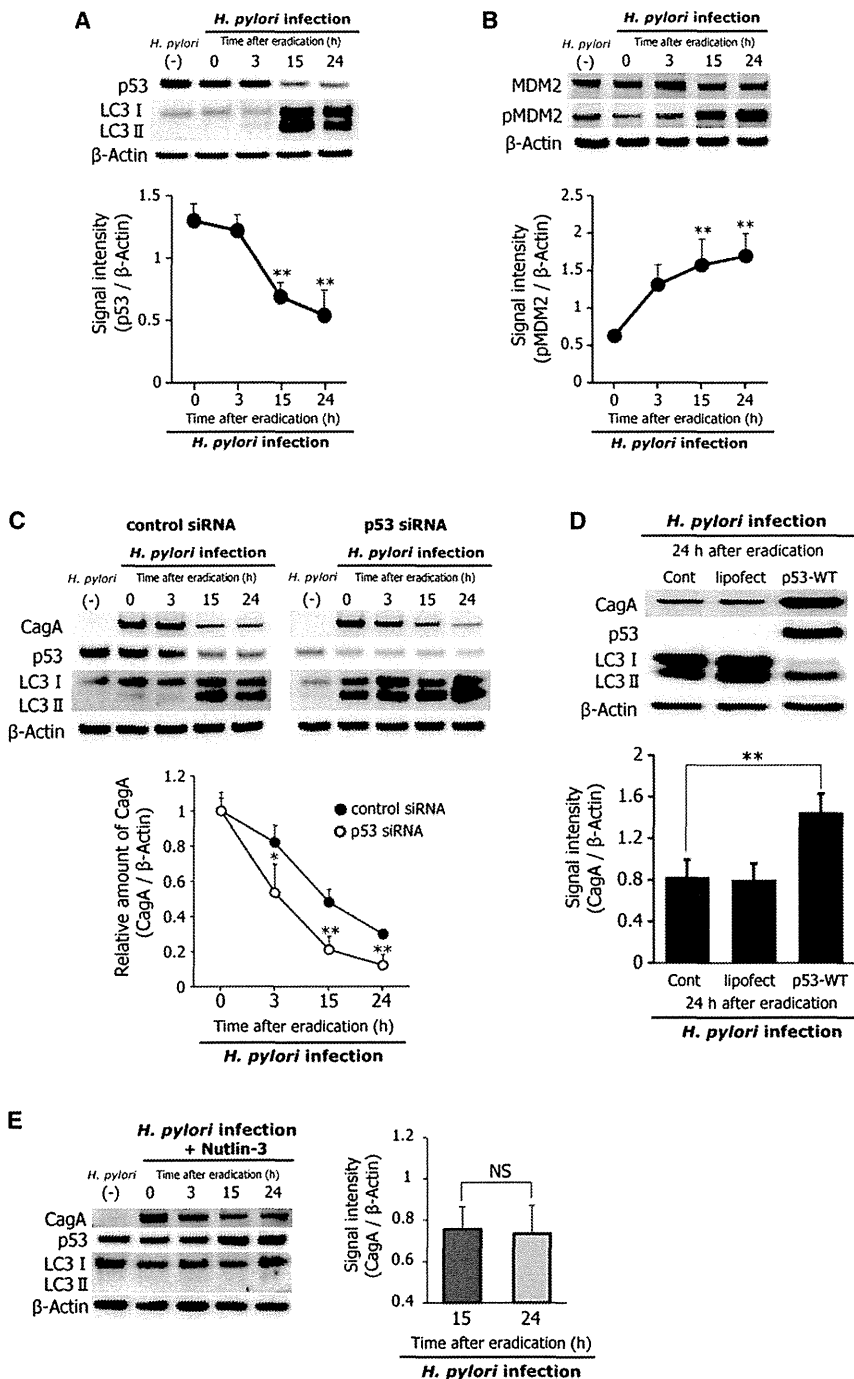 A
H. pylori infection
H. pylori Time after eradication (h)
(-) 0 3 15 24
p53
LC3 I
LC3 II
β-Actin
1.5
1
0.5
0
Signal intensity
(p53 / β-Actin)
** **
0 3 15 24
Time after eradication (h)
H. pylori infection
B
H. pylori infection
H. pylori Time after eradication (h)
(-) 0 3 15 24
MDM2
pMDM2
β-Actin
2.5
2
1.5
1
0.5
0
Signal intensity
(pMDM2 / β-Actin)
** **
0 3 15 24
Time after eradication (h)
H. pylori infection
C
control siRNA p53 siRNA
H. pylori infection H. pylori infection
H. pylori Time after eradication (h) H. pylori Time after eradication (h)
(-) 0 3 15 24 (-) 0 3 15 24
CagA
p53
LC3 I
LC3 II
β-Actin
1.2
1
0.8
0.6
0.4
0.2
0
Relative amount of CagA
(CagA / β-Actin)
control siRNA
p53 siRNA
*
** **
0 3 15 24
Time after eradication (h)
H. pylori infection
D
H. pylori infection
24 h after eradication
Cont lipofect p53-WT
CagA
p53
LC3 I
LC3 II
β-Actin
2
1.6
1.2
0.8
0.4
0
Signal intensity
(CagA / β-Actin)
**
Cont lipofect p53-WT
24 h after eradication
H. pylori infection
E
H. pylori infection
+ Nutlin-3
H. pylori Time after eradication (h)
(-) 0 3 15 24
CagA
p53
LC3 I
LC3 II
β-Actin
1.2
1
0.8
0.6
0.4
Signal intensity
(CagA / β-Actin)
NS
15 24
Time after eradication (h)
H. pylori infection